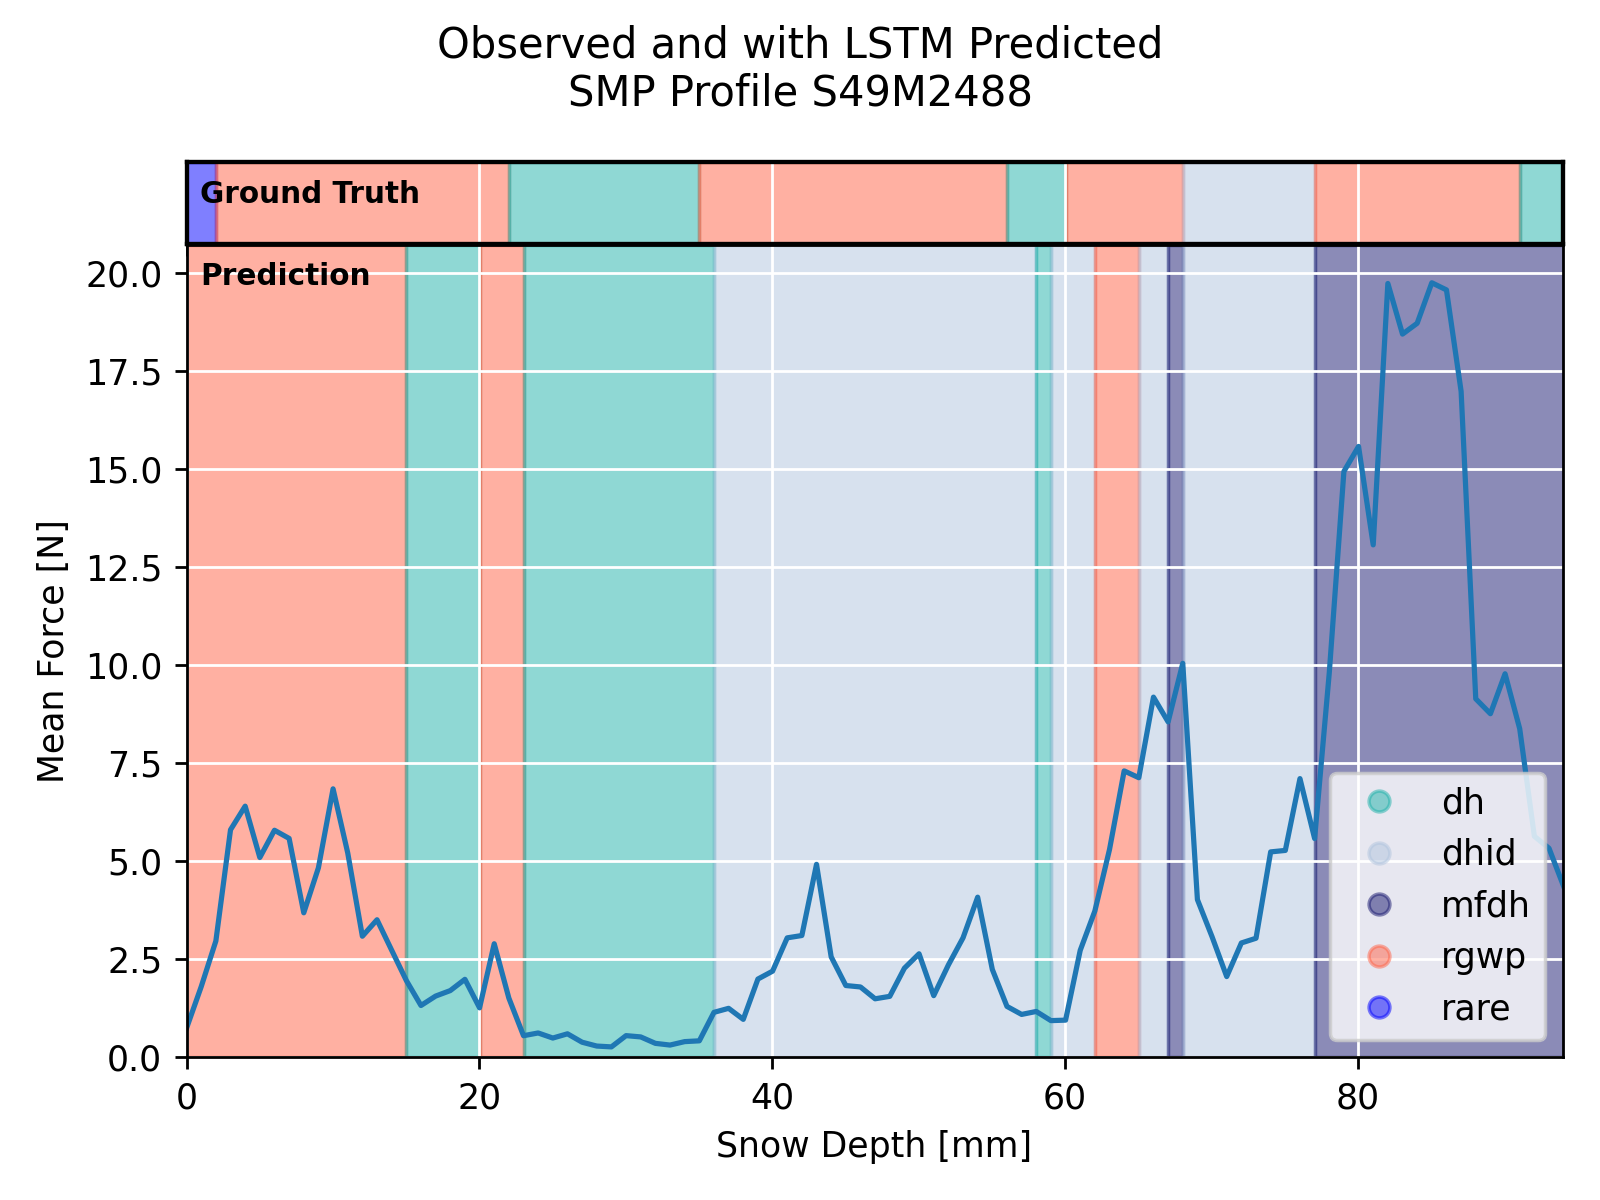 Observed and with LSTM Predicted
SMP Profile S49M2488
Ground Truth
Prediction
20.0
17.5
15.0
12.5
10.0
7.5
5.0
2.5
0.0
Mean Force [N]
dh
dhid
mfdh
rgwp
rare
0 20 40 60 80
Snow Depth [mm]